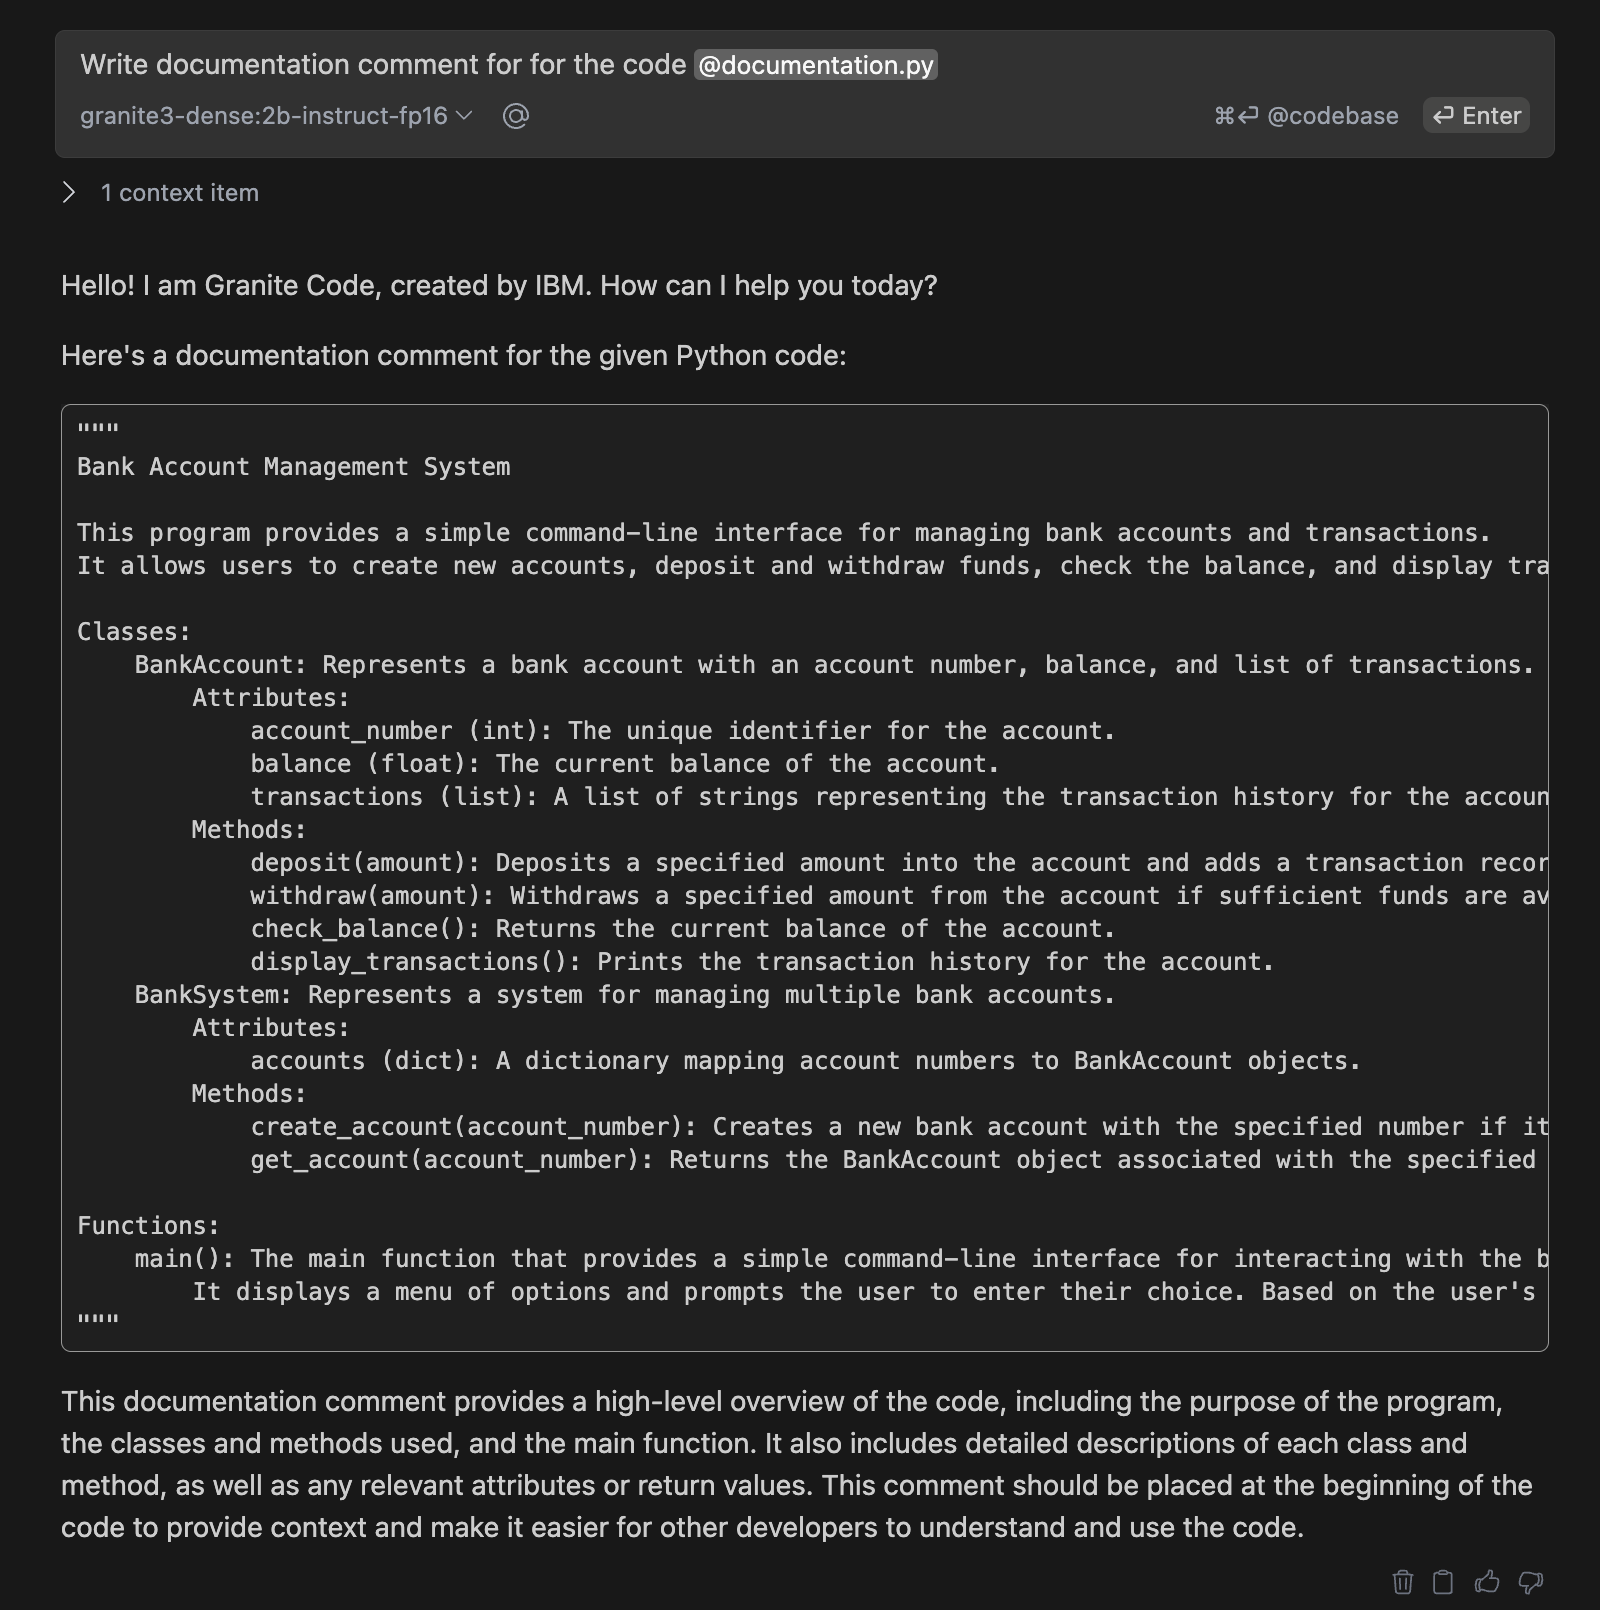 Write documentation comment for for the code @documentation.py
granite3-dense:2b-instruct-fp16 @ ⌘⏎ @codebase ⏎ Enter
1 context item
Hello! I am Granite Code, created by IBM. How can I help you today?
Here's a documentation comment for the given Python code:
"""
Bank Account Management System
This program provides a simple command-line interface for managing bank accounts and transactions.
It allows users to create new accounts, deposit and withdraw funds, check the balance, and display tra
Classes:
    BankAccount: Represents a bank account with an account number, balance, and list of transactions.
        Attributes:
            account_number (int): The unique identifier for the account.
            balance (float): The current balance of the account.
            transactions (list): A list of strings representing the transaction history for the accoun
        Methods:
            deposit(amount): Deposits a specified amount into the account and adds a transaction recor
            withdraw(amount): Withdraws a specified amount from the account if sufficient funds are av
            check_balance(): Returns the current balance of the account.
            display_transactions(): Prints the transaction history for the account.
    BankSystem: Represents a system for managing multiple bank accounts.
        Attributes:
            accounts (dict): A dictionary mapping account numbers to BankAccount objects.
        Methods:
            create_account(account_number): Creates a new bank account with the specified number if it
            get_account(account_number): Returns the BankAccount object associated with the specified
Functions:
    main(): The main function that provides a simple command-line interface for interacting with the b
        It displays a menu of options and prompts the user to enter their choice. Based on the user's
"""
This documentation comment provides a high-level overview of the code, including the purpose of the program,
the classes and methods used, and the main function. It also includes detailed descriptions of each class and
method, as well as any relevant attributes or return values. This comment should be placed at the beginning of the
code to provide context and make it easier for other developers to understand and use the code.